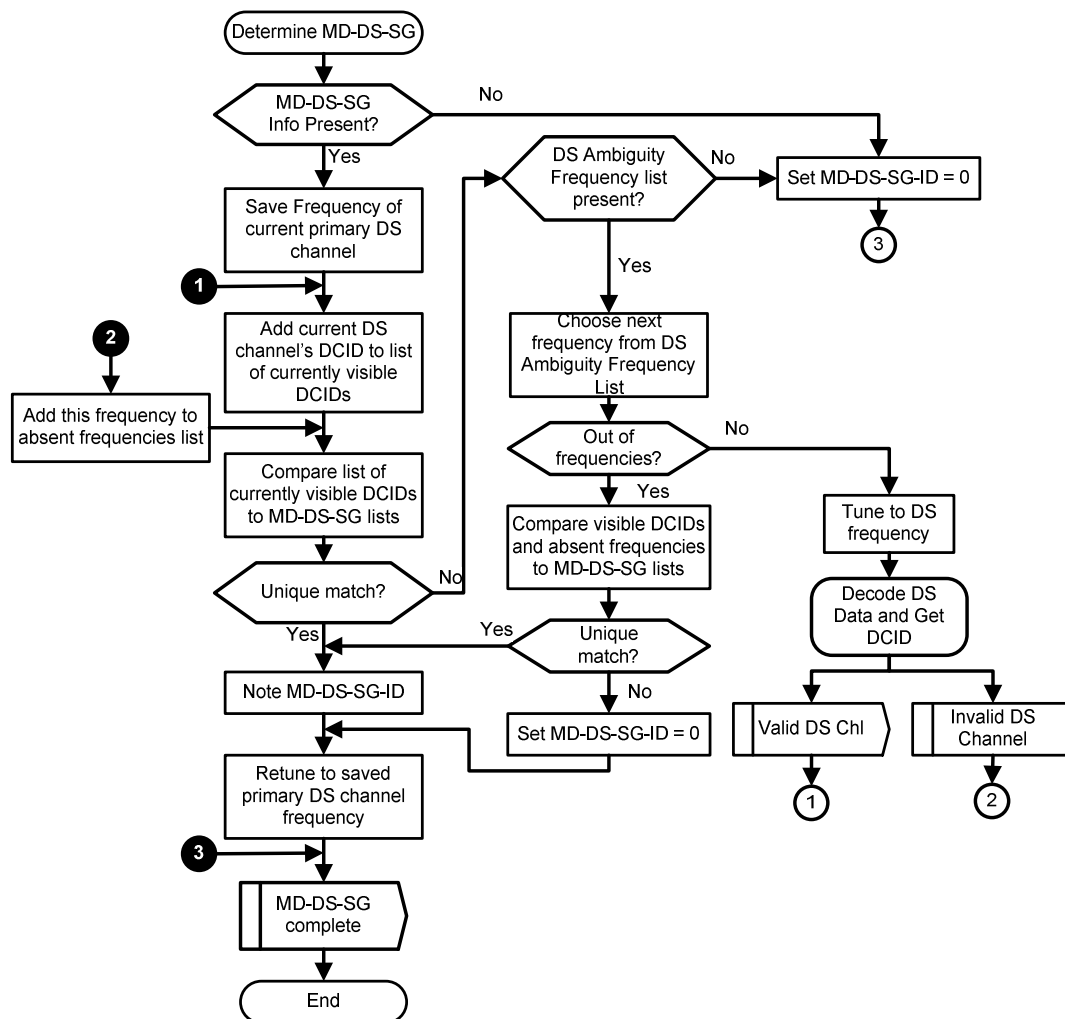 Determine MD-DS-SG
MD-DS-SG
Info Present?
No
Yes
DS Ambiguity
Frequency list
present?
No
Set MD-DS-SG-ID = 0
3
Save Frequency of
current primary DS
channel
Yes
1
Add current DS
channel's DCID to list
of currently visible
DCIDs
2
Add this frequency to
absent frequencies list
Choose next
frequency from DS
Ambiguity Frequency
List
Out of
frequencies?
No
Yes
Compare list of
currently visible DCIDs
to MD-DS-SG lists
Compare visible DCIDs
and absent frequencies
to MD-DS-SG lists
Tune to DS
frequency
Unique match?
No
Yes
Decode DS
Data and Get
DCID
Yes
Unique
match?
No
Note MD-DS-SG-ID
Set MD-DS-SG-ID = 0
Valid DS Chl
Invalid DS
Channel
1
2
Retune to saved
primary DS channel
frequency
3
MD-DS-SG
complete
End